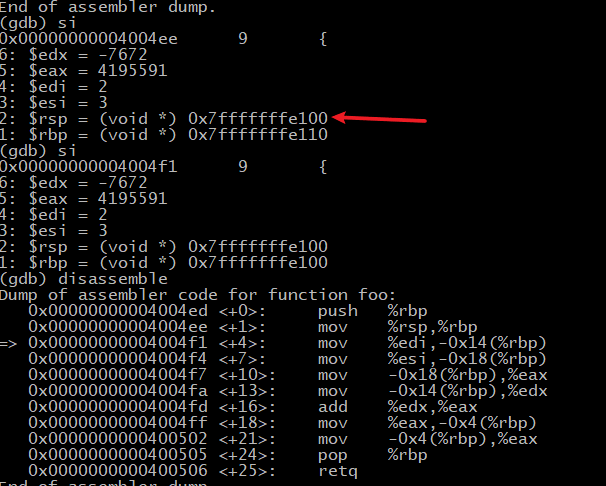 End of assembler dump.
(gdb) si
0x00000000004004ee      9       {
6: $edx = -7672
5: $eax = 4195591
4: $edi = 2
3: $esi = 3
2: $rsp = (void *) 0x7fffffffe100
1: $rbp = (void *) 0x7fffffffe110
(gdb) si
0x00000000004004f1      9       {
6: $edx = -7672
5: $eax = 4195591
4: $edi = 2
3: $esi = 3
2: $rsp = (void *) 0x7fffffffe100
1: $rbp = (void *) 0x7fffffffe100
(gdb) disassemble
Dump of assembler code for function foo:
   0x00000000004004ed <+0>:     push   %rbp
   0x00000000004004ee <+1>:     mov    %rsp,%rbp
=> 0x00000000004004f1 <+4>:     mov    %edi,-0x14(%rbp)
   0x00000000004004f4 <+7>:     mov    %esi,-0x18(%rbp)
   0x00000000004004f7 <+10>:    mov    -0x18(%rbp),%eax
   0x00000000004004fa <+13>:    mov    -0x14(%rbp),%edx
   0x00000000004004fd <+16>:    add    %edx,%eax
   0x00000000004004ff <+18>:    mov    %eax,-0x4(%rbp)
   0x0000000000400502 <+21>:    mov    -0x4(%rbp),%eax
   0x0000000000400505 <+24>:    pop    %rbp
   0x0000000000400506 <+25>:    retq
End of assembler dump